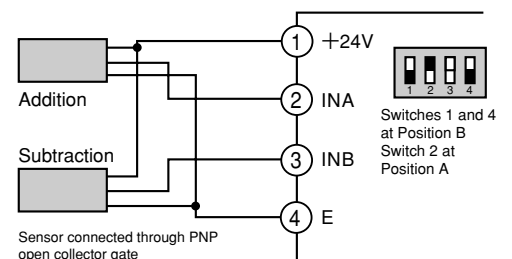 1 +24V
Addition
2 INA
1 2 3 4
Switches 1 and 4
at Position B
Switch 2 at
Position A
Subtraction
3 INB
4 E
Sensor connected through PNP
open collector gate